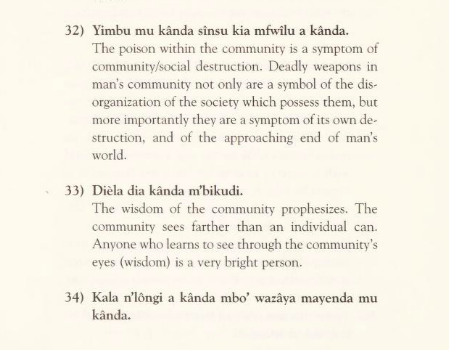 32) Yimbu mu kânda sînsu kia mfwîlu a kânda.
The poison within the community is a symptom of
community/social destruction. Deadly weapons in
man's community not only are a symbol of the dis-
organization of the society which possess them, but
more importantly they are a symptom of its own de-
struction, and of the approaching end of man's
world.
33) Dièla dia kânda m'bikudi.
The wisdom of the community prophesizes. The
community sees farther than an individual can.
Anyone who learns to see through the community's
eyes (wisdom) is a very bright person.
34) Kala n'lôngi a kânda mbo' wazâya mayenda mu
kânda.